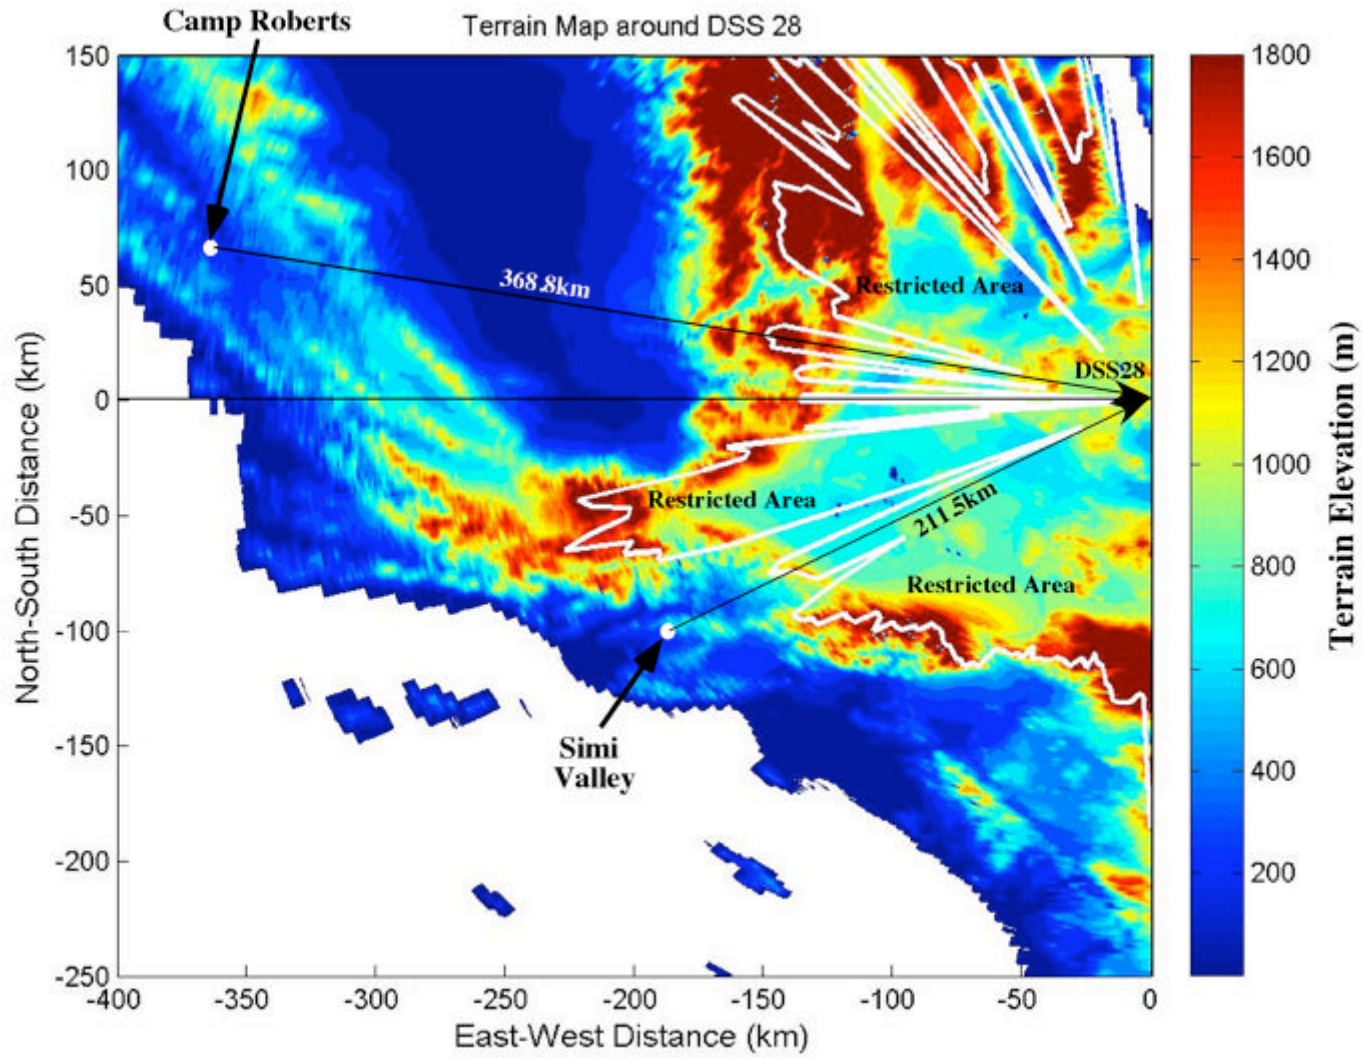 Camp Roberts
Terrain Map around DSS 28
150
100
50
0
-50
-100
-150
-200
-250
North-South Distance (km)
368.8km
Restricted Area
DSS28
Restricted Area
211.5km
Restricted Area
Simi
Valley
-400 -350 -300 -250 -200 -150 -100 -50 0
East-West Distance (km)
1800
1600
1400
1200
1000
800
600
400
200
Terrain Elevation (m)